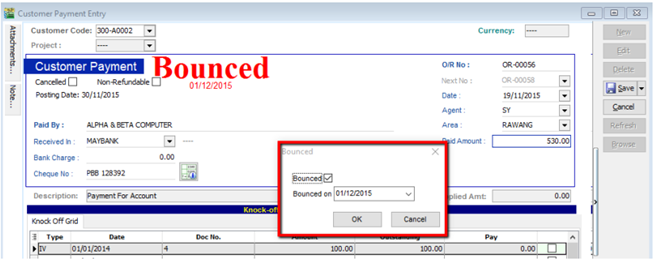 Customer Payment Entry
Customer Code: 300-A0002
Currency: ----
Project : ----
Attachments...
Note...
Customer Payment
Bounced
01/12/2015
Cancelled Non-Refundable
Posting Date: 30/11/2015
O/R No : OR-00056
Next No : OR-00058
Date : 19/11/2015
Agent : SY
Area : RAWANG
Paid Amount : 530.00
Paid By : ALPHA & BETA COMPUTER
Received In : MAYBANK ----
Bank Charge : 0.00
Cheque No : PBB 128392
Description: Payment For Account
plied Amt: 0.00
Bounced
Bounced
Bounced on 01/12/2015
OK Cancel
Knock-off
Knock Off Grid
Type Date Doc No. Amount Outstanding Pay
IV 01/01/2014 4 100.00 100.00 0.00
New
Edit
Delete
Save
Cancel
Refresh
Browse